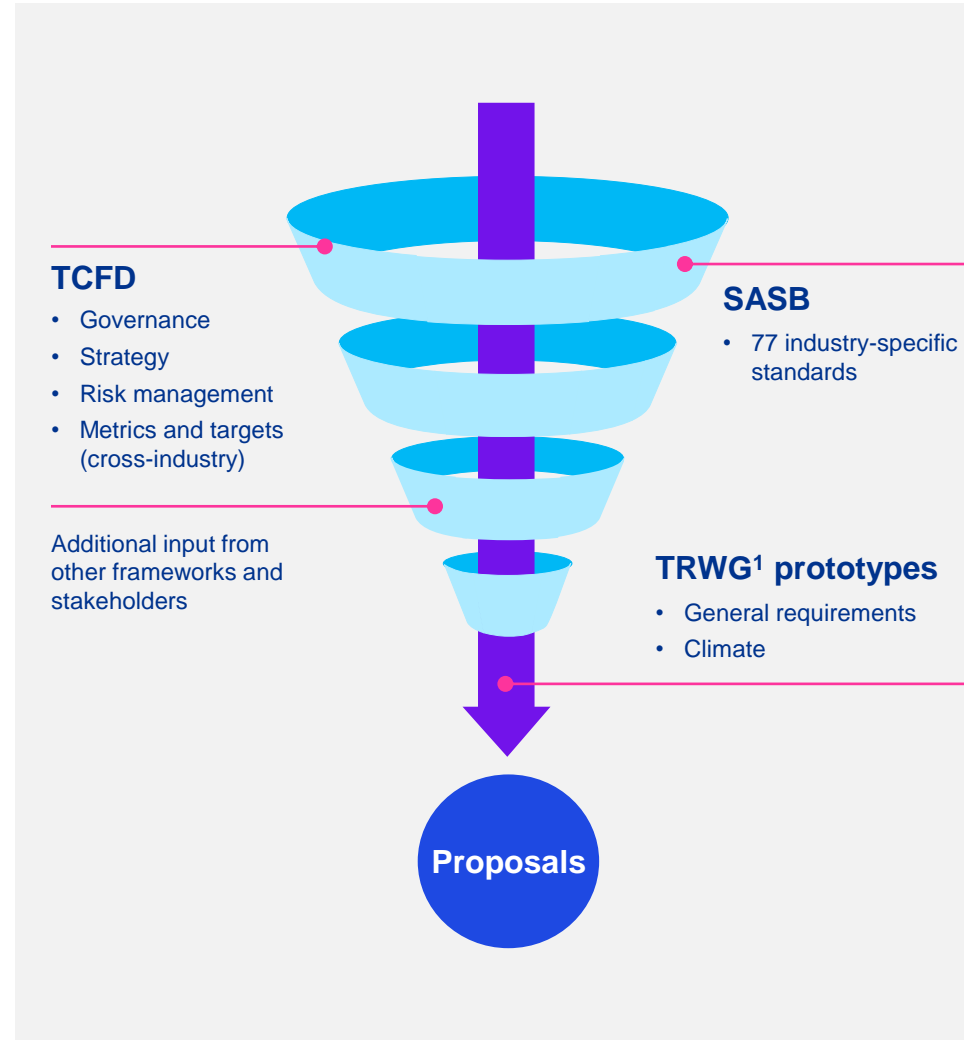 TCFD
• Governance
• Strategy
• Risk management
• Metrics and targets
(cross-industry)
SASB
• 77 industry-specific
standards
Additional input from
other frameworks and
stakeholders
TRWG¹ prototypes
• General requirements
• Climate
Proposals